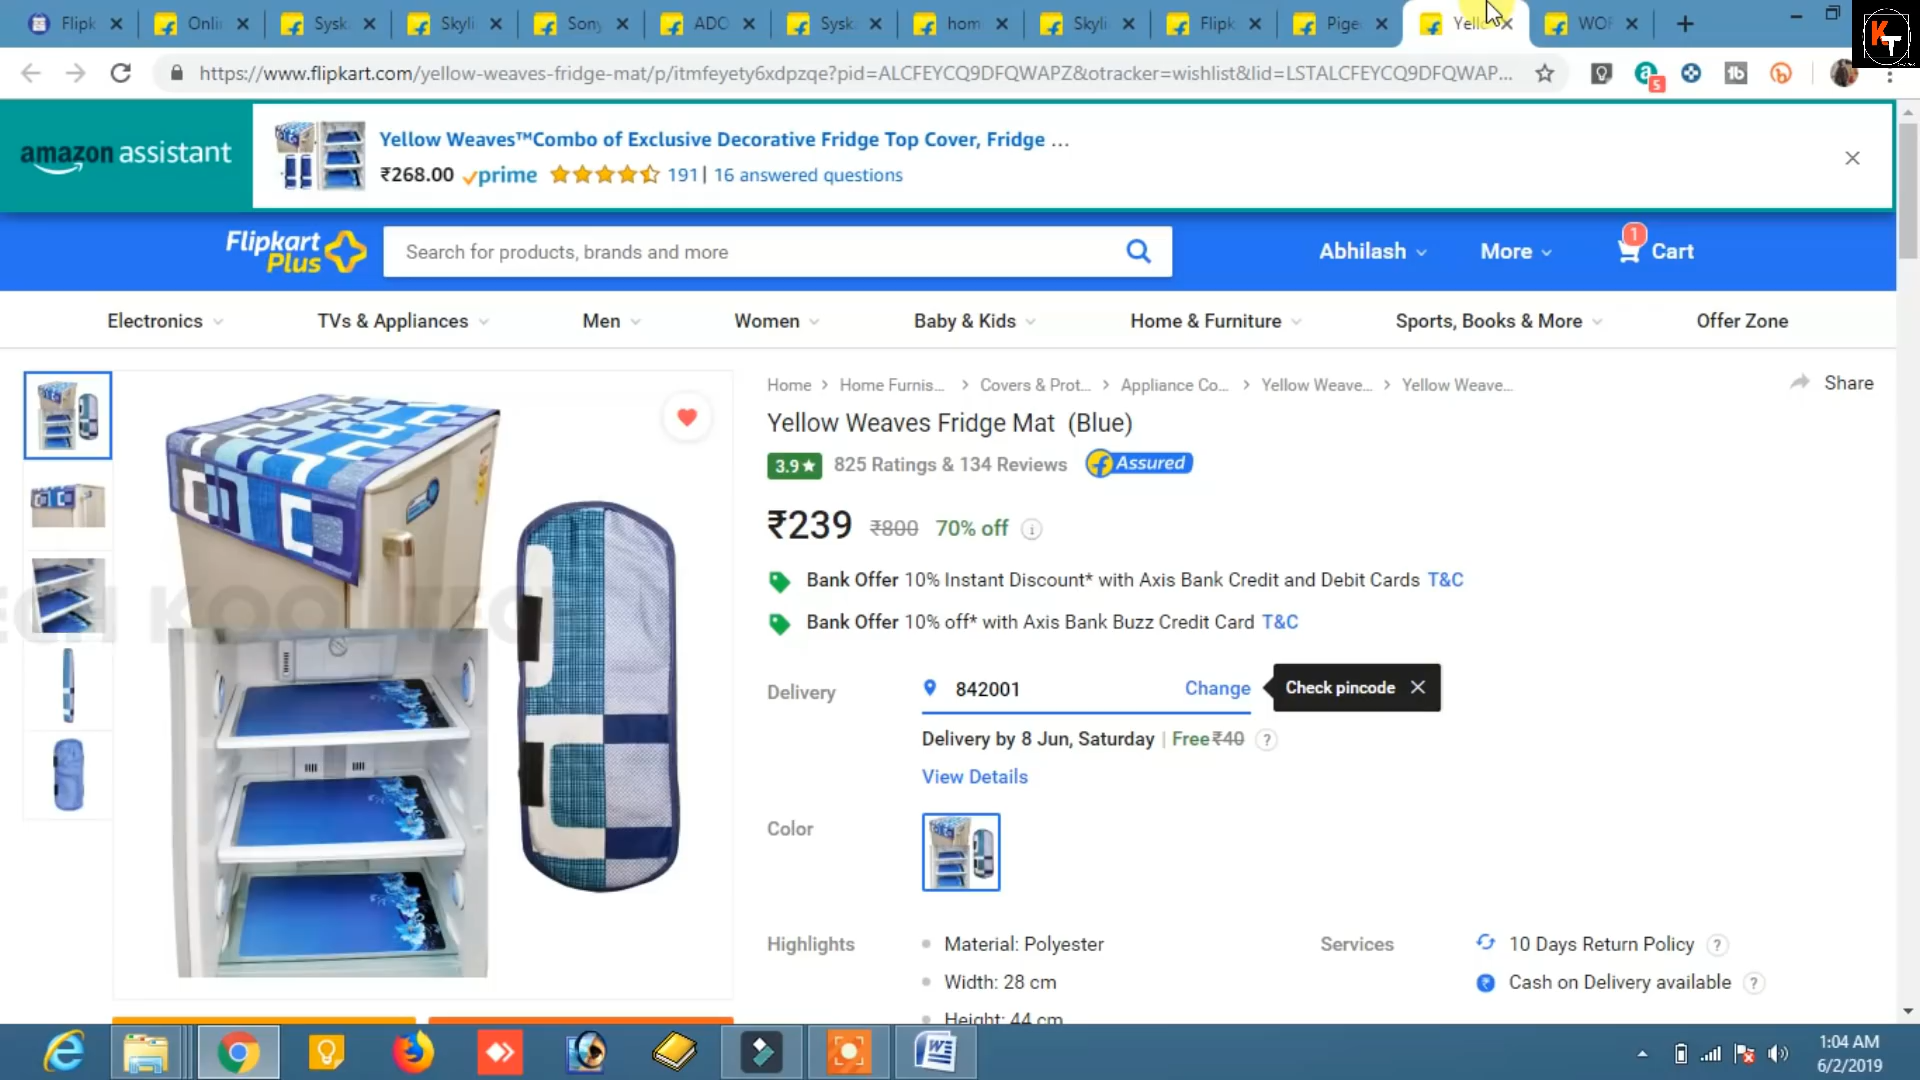 Flipk
Onlin
Sysk
Skyli
Sony
ADC
Sysk
hom
Skyli
Flipk
Pige
Yell
WOF
KT
https://www.flipkart.com/yellow-weaves-fridge-mat/p/itmfeyety6xdpzqe?pid=ALCFEYCQ9DFQWAPZ&otracker=wishlist&lid=LSTALCFEYCQ9DFQWAP...
amazon assistant
Yellow Weaves™Combo of Exclusive Decorative Fridge Top Cover, Fridge ...
₹268.00 prime 191 | 16 answered questions
Flipkart
Plus
Search for products, brands and more
Abhilash
More
1
Cart
Electronics
TVs & Appliances
Men
Women
Baby & Kids
Home & Furniture
Sports, Books & More
Offer Zone
Home > Home Furnis... > Covers & Prot... > Appliance Co... > Yellow Weave... > Yellow Weave...
Share
Yellow Weaves Fridge Mat (Blue)
3.9★ 825 Ratings & 134 Reviews Assured
₹239 ₹800 70% off
Bank Offer 10% Instant Discount* with Axis Bank Credit and Debit Cards T&C
Bank Offer 10% off* with Axis Bank Buzz Credit Card T&C
Delivery
842001
Change
Check pincode
Delivery by 8 Jun, Saturday | Free ₹40 ?
View Details
Color
Highlights
Material: Polyester
Width: 28 cm
Height: 44 cm
Services
10 Days Return Policy ?
Cash on Delivery available ?
ECH KOOL TECH
1:04 AM
6/2/2019